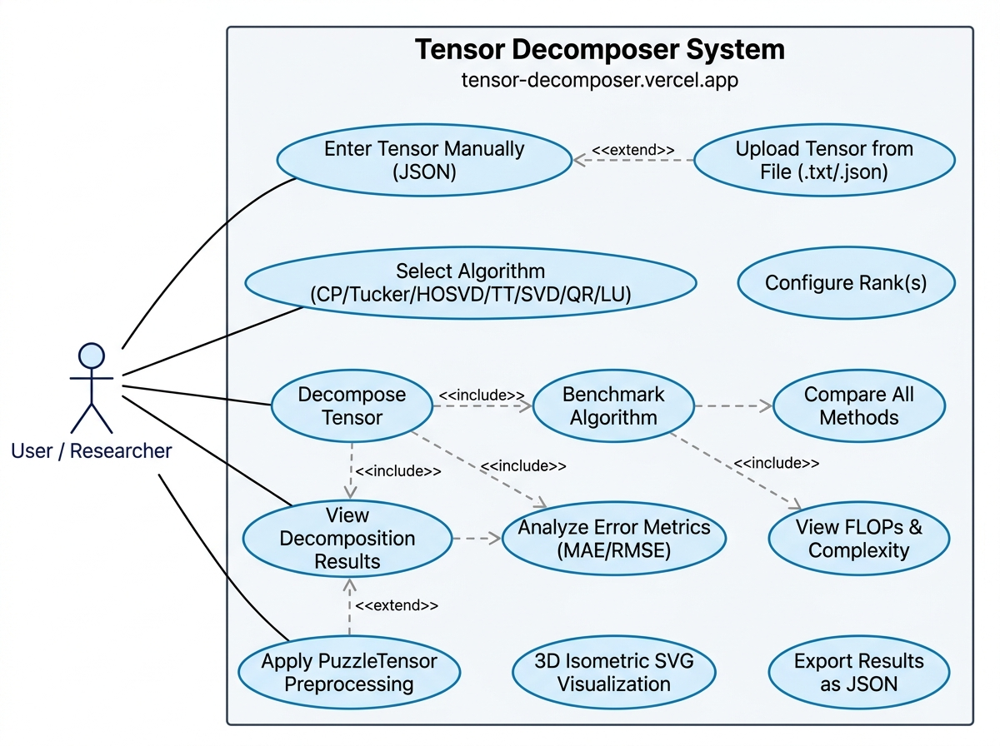 Tensor Decomposer System
tensor-decomposer.vercel.app
Enter Tensor Manually
(JSON)
<<extend>>
Upload Tensor from
File (.txt/.json)
Select Algorithm
(CP/Tucker/HOSVD/TT/SVD/QR/LU)
Configure Rank(s)
User / Researcher
Decompose
Tensor
<<include>>
Benchmark
Algorithm
Compare All
Methods
<<include>>
<<include>>
<<include>>
View
Decomposition
Results
Analyze Error Metrics
(MAE/RMSE)
View FLOPs &
Complexity
<<extend>>
Apply PuzzleTensor
Preprocessing
3D Isometric SVG
Visualization
Export Results
as JSON